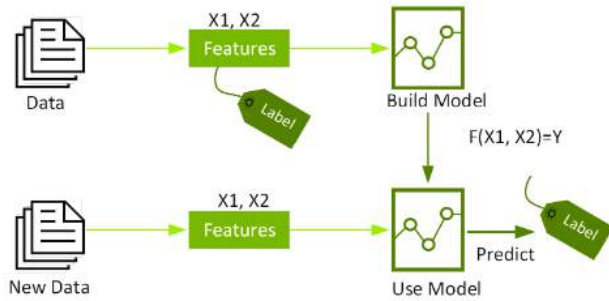 X1, X2
Features
Data
Label
Build Model
F(X1, X2)=Y
X1, X2
Features
Label
Predict
New Data
Use Model